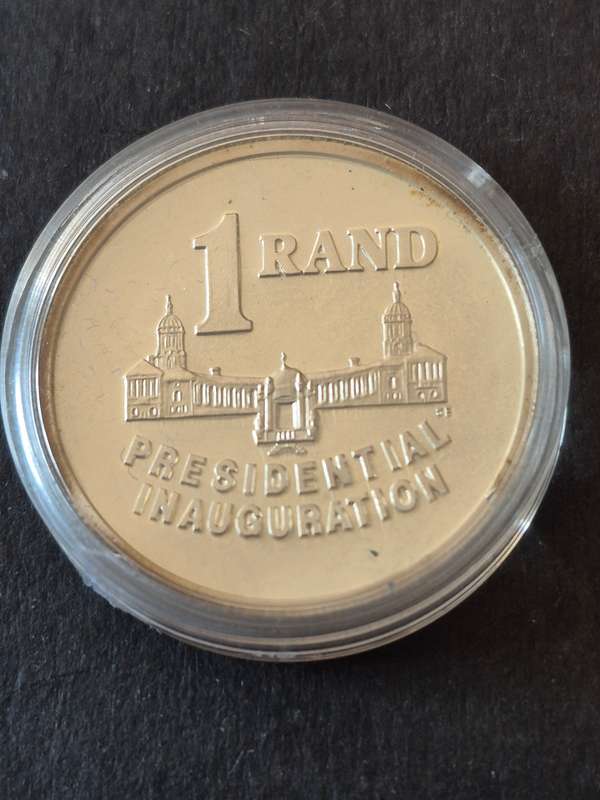 1 RAND
PRESIDENTIAL
INAUGURATION